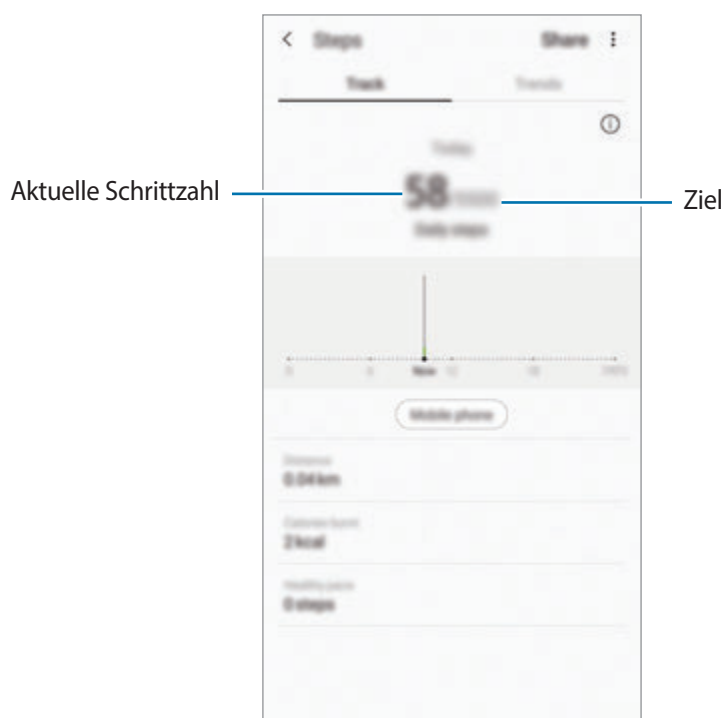 Steps
Share
Track
Trends
Today
Aktuelle Schrittzahl
58
Ziel
Daily steps
Now 12
Mobile phone
Distance
0.04 km
Calories burnt
2 kcal
Healthy pace
0 steps